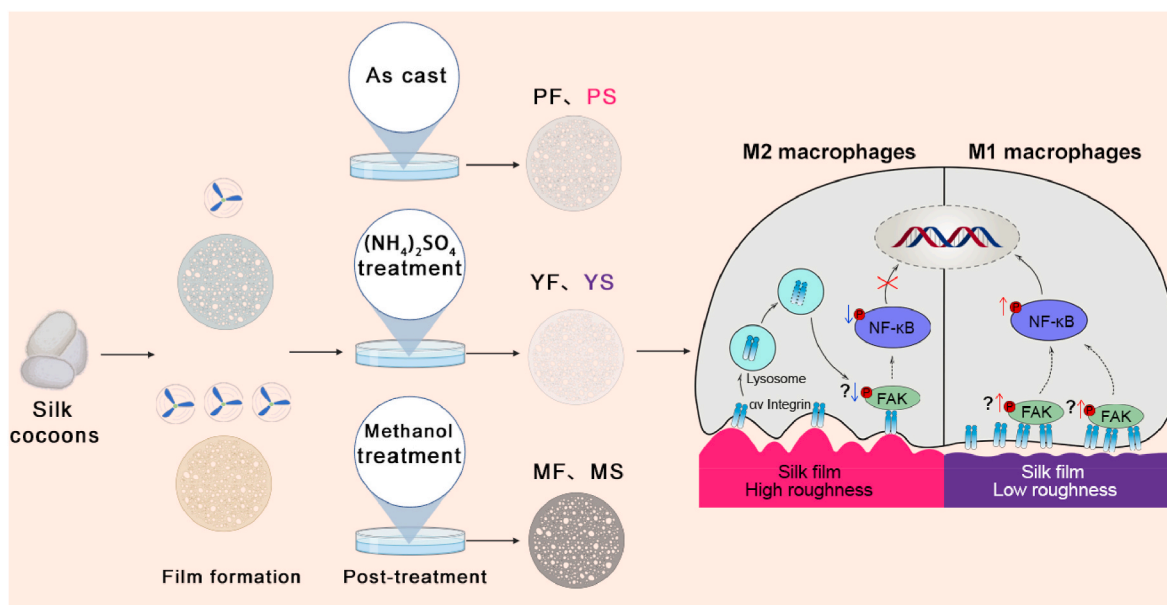 Silk
cocoons
Film formation
As cast
(NH₄)₂SO₄
treatment
Methanol
treatment
Post-treatment
PF、PS
YF、YS
MF、MS
M2 macrophages
M1 macrophages
Lysosome
αv Integrin
P
NF-κB
?
P
FAK
P
NF-κB
?
P
FAK
?
P
FAK
Silk film
High roughness
Silk film
Low roughness